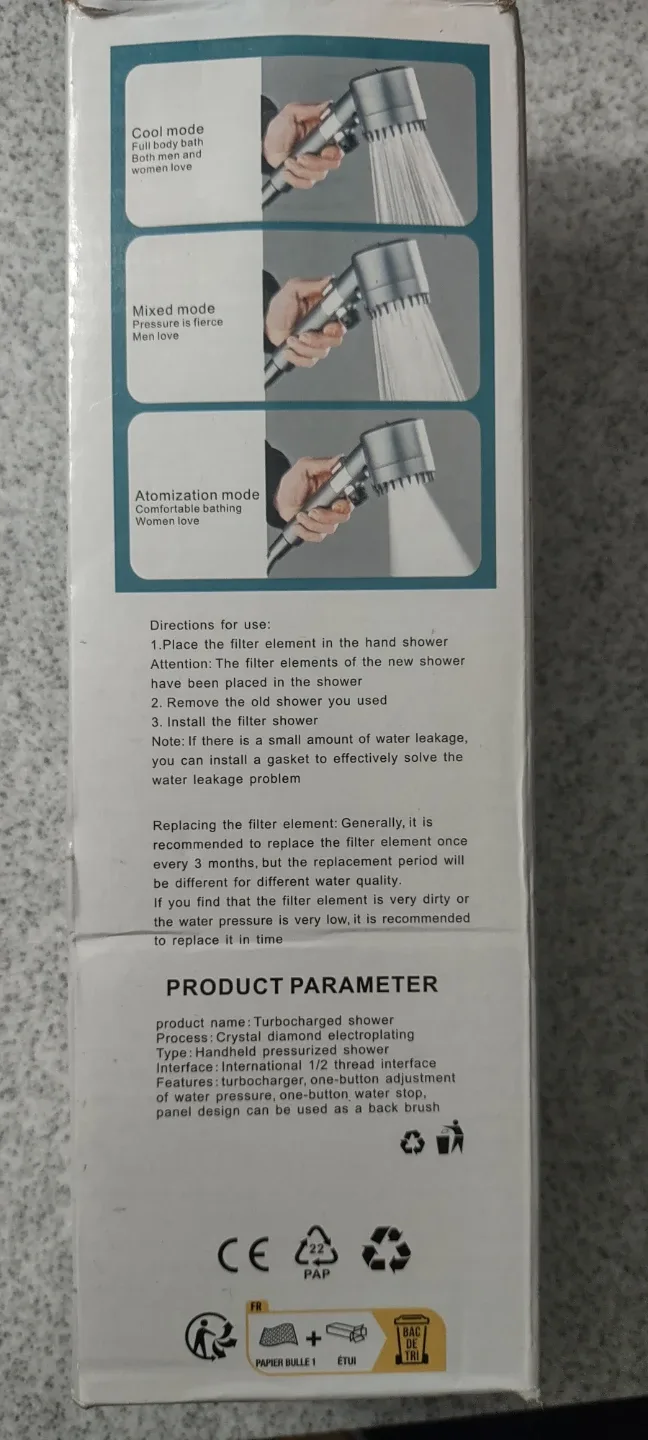 Cool mode
Full body bath
Both men and
women love
Mixed mode
Pressure is fierce
Men love
Atomization mode
Comfortable bathing
Women love
Directions for use:
1.Place the filter element in the hand shower
Attention: The filter elements of the new shower
have been placed in the shower
2. Remove the old shower you used
3. Install the filter shower
Note: If there is a small amount of water leakage,
you can install a gasket to effectively solve the
water leakage problem
Replacing the filter element: Generally, it is
recommended to replace the filter element once
every 3 months, but the replacement period will
be different for different water quality.
If you find that the filter element is very dirty or
the water pressure is very low, it is recommended
to replace it in time
PRODUCT PARAMETER
product name: Turbocharged shower
Process: Crystal diamond electroplating
Type: Handheld pressurized shower
Interface: International 1/2 thread interface
Features: turbocharger, one-button adjustment
of water pressure, one-button water stop,
panel design can be used as a back brush
CE
22
PAP
FR
PAPIER BULLE 1
+
ÉTUI
BAC
DE
TRI